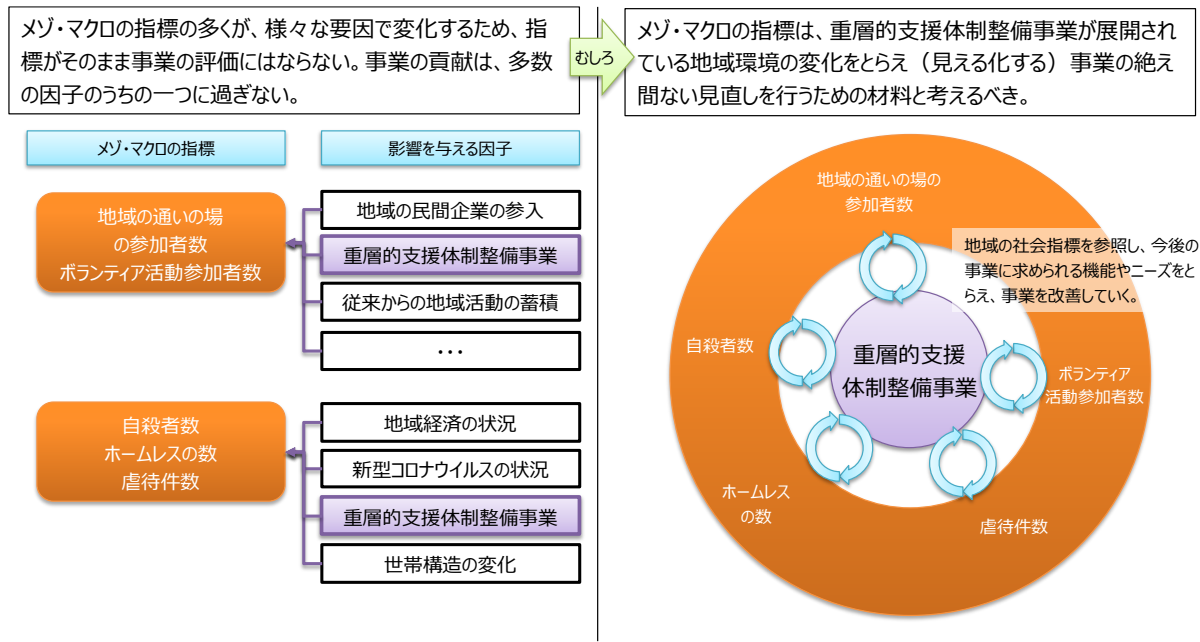 メゾ・マクロの指標の多くが、様々な要因で変化するため、指
標がそのまま事業の評価にはならない。事業の貢献は、多数
の因子のうちの一つに過ぎない。
むしろ
メゾ・マクロの指標は、重層的支援体制整備事業が展開され
ている地域環境の変化をとらえ（見える化する）事業の絶え
間ない見直しを行うための材料と考えるべき。
メゾ・マクロの指標
影響を与える因子
地域の通いの場
の参加者数
ボランティア活動参加者数
地域の民間企業の参入
重層的支援体制整備事業
従来からの地域活動の蓄積
・・・
自殺者数
ホームレスの数
虐待件数
地域経済の状況
新型コロナウイルスの状況
重層的支援体制整備事業
世帯構造の変化
地域の通いの場の
参加者数
地域の社会指標を参照し、今後の
事業に求められる機能やニーズをと
らえ、事業を改善していく。
自殺者数
重層的支援
体制整備事業
ボランティア
活動参加者数
ホームレス
の数
虐待件数